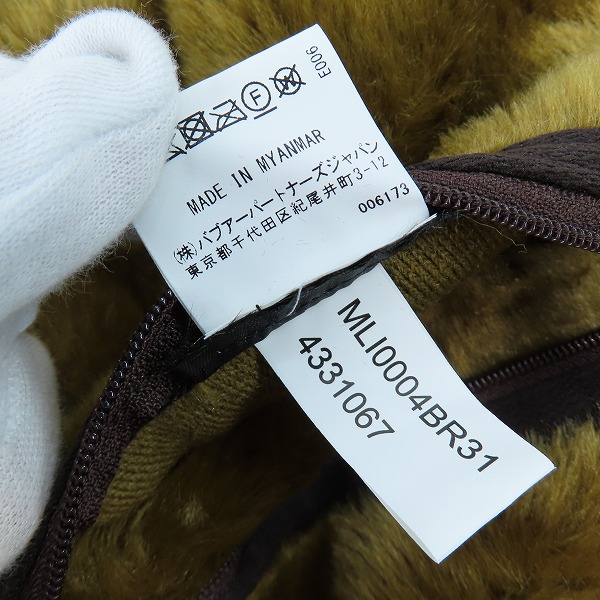 E006
F W
MADE IN MYANMAR
(株)バブアーパートナーズジャパン
東京都千代田区紀尾井町3-12
006173
MLI0004BR31
4331067